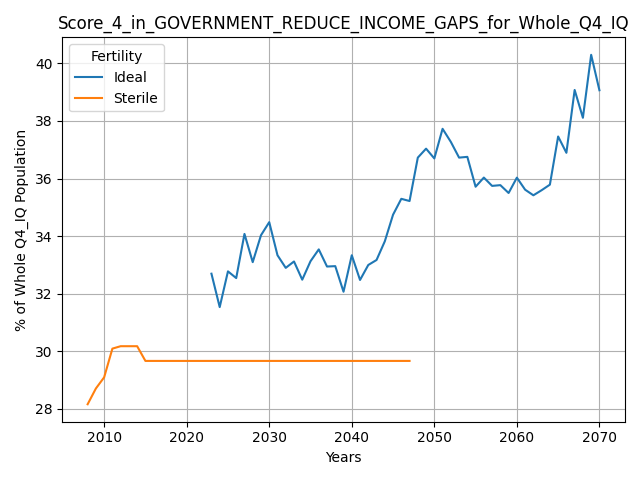 Score_4_in_GOVERNMENT_REDUCE_INCOME_GAPS_for_Whole_Q4_IQ
Fertility
Ideal
Sterile
% of Whole Q4_IQ Population
40
38
36
34
32
30
28
2010
2020
2030
2040
2050
2060
2070
Years